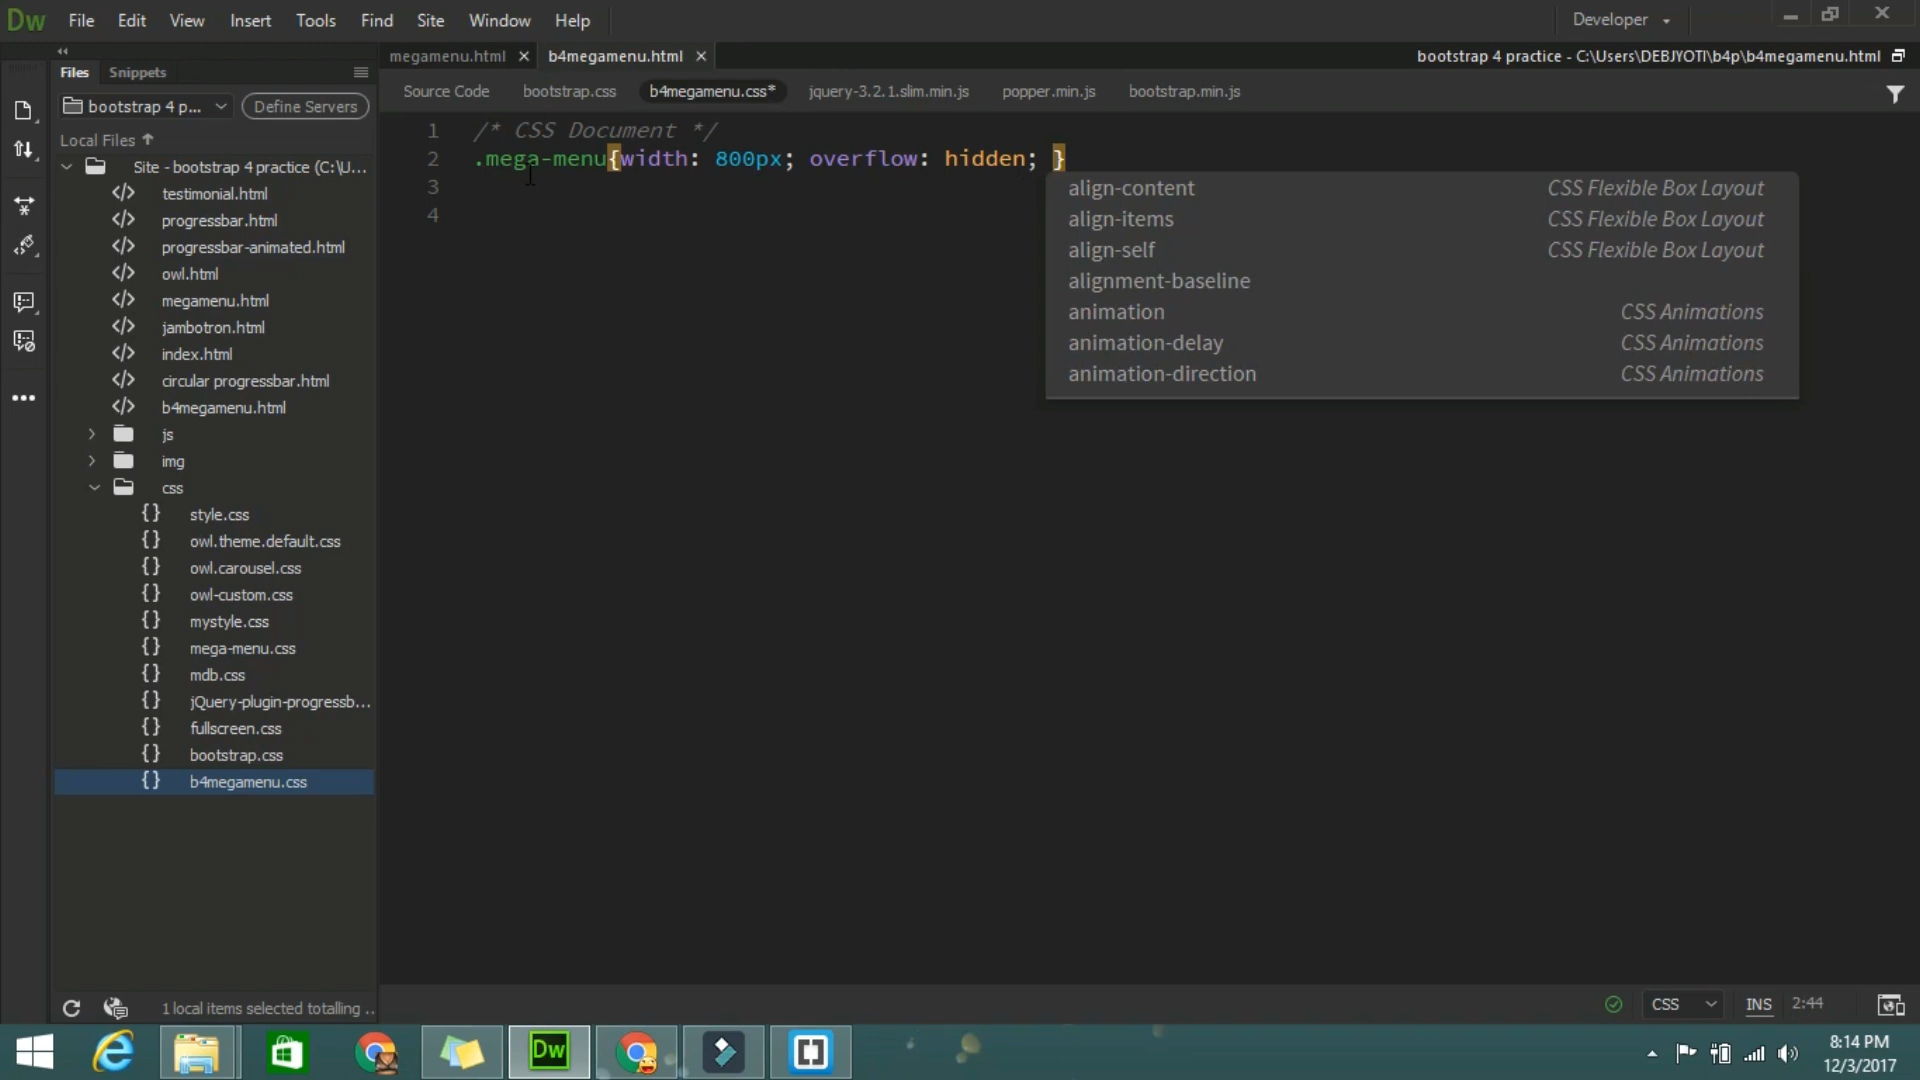 Dw File Edit View Insert Tools Find Site Window Help Developer
megamenu.html b4megamenu.html bootstrap 4 practice - C:\Users\DEBJYOTI\b4p\b4megamenu.html
Files Snippets
Source Code bootstrap.css b4megamenu.css* jquery-3.2.1.slim.min.js popper.min.js bootstrap.min.js
bootstrap 4 p... Define Servers
Local Files
Site - bootstrap 4 practice (C:\U...
testimonial.html
progressbar.html
progressbar-animated.html
owl.html
megamenu.html
jambotron.html
index.html
circular progressbar.html
b4megamenu.html
js
img
css
style.css
owl.theme.default.css
owl.carousel.css
owl-custom.css
mystyle.css
mega-menu.css
mdb.css
jQuery-plugin-progressb...
fullscreen.css
bootstrap.css
b4megamenu.css
1 local items selected totalling ..
1 /* CSS Document */
2 .mega-menu{width: 800px; overflow: hidden; }
3
4
align-content CSS Flexible Box Layout
align-items CSS Flexible Box Layout
align-self CSS Flexible Box Layout
alignment-baseline
animation CSS Animations
animation-delay CSS Animations
animation-direction CSS Animations
CSS INS 2:44
Dw
8:14 PM
12/3/2017